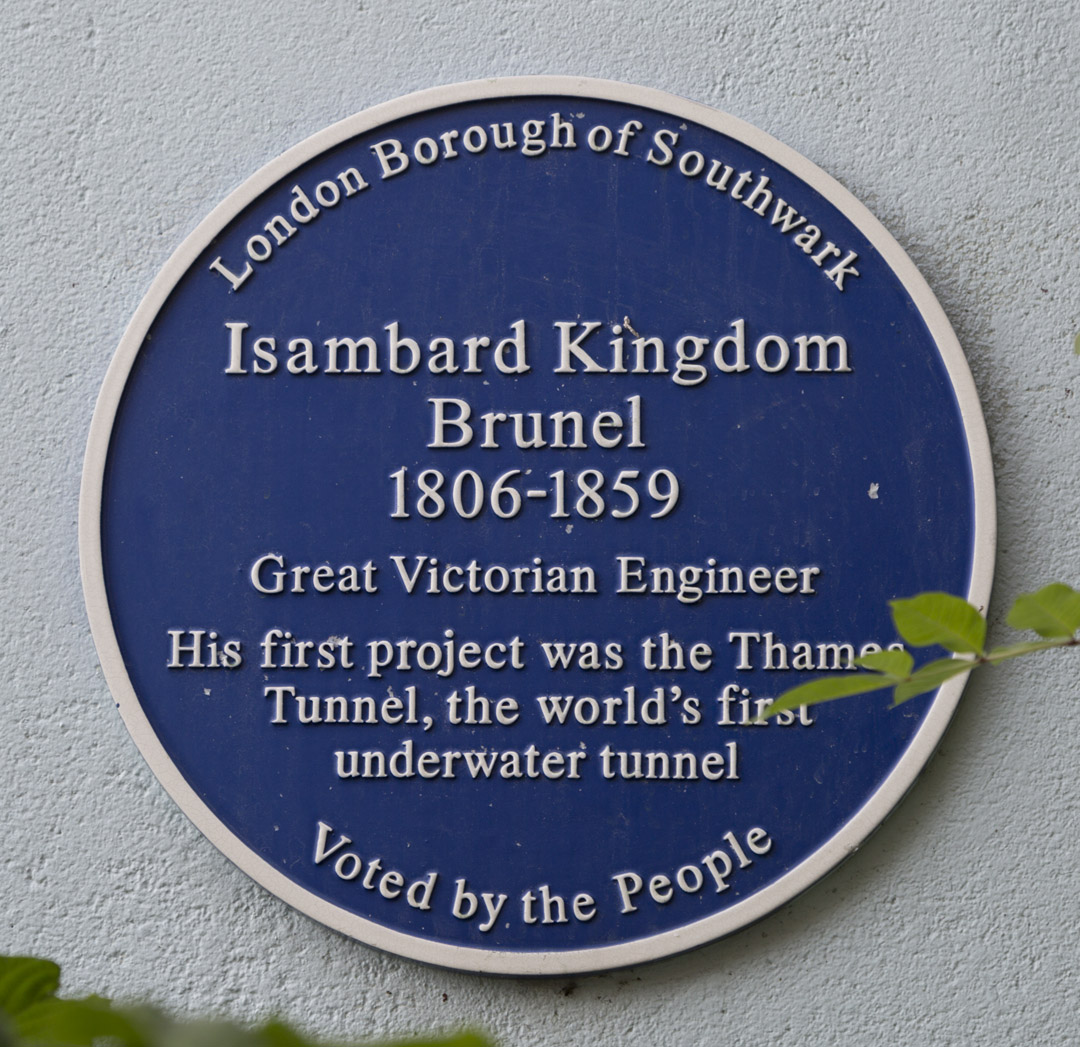 London Borough of Southwark
Isambard Kingdom
Brunel
1806-1859
Great Victorian Engineer
His first project was the Thames
Tunnel, the world's first
underwater tunnel
Voted by the People